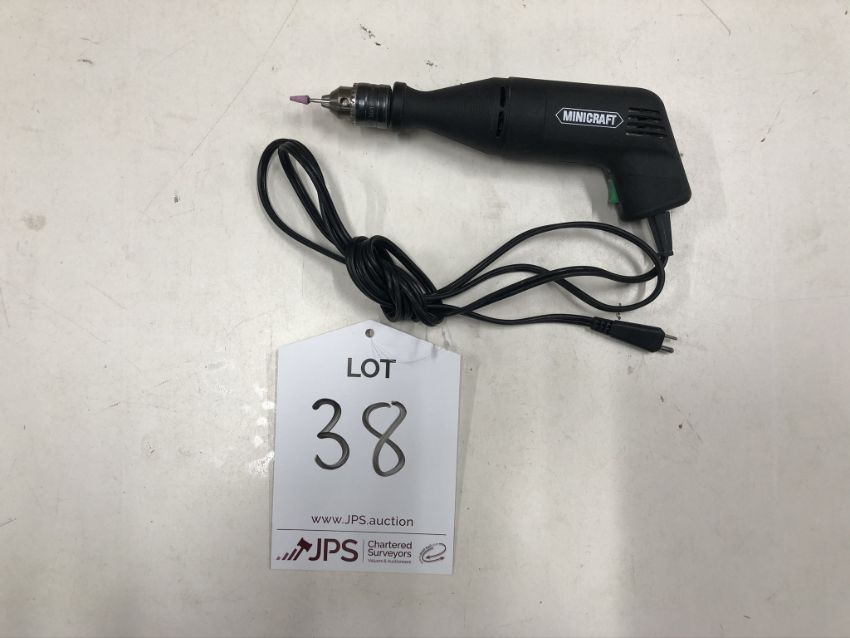 MINICRAFT
LOT
38
www.JPS.auction
JPS
Chartered
Surveyors
Valuers & Auctioneers